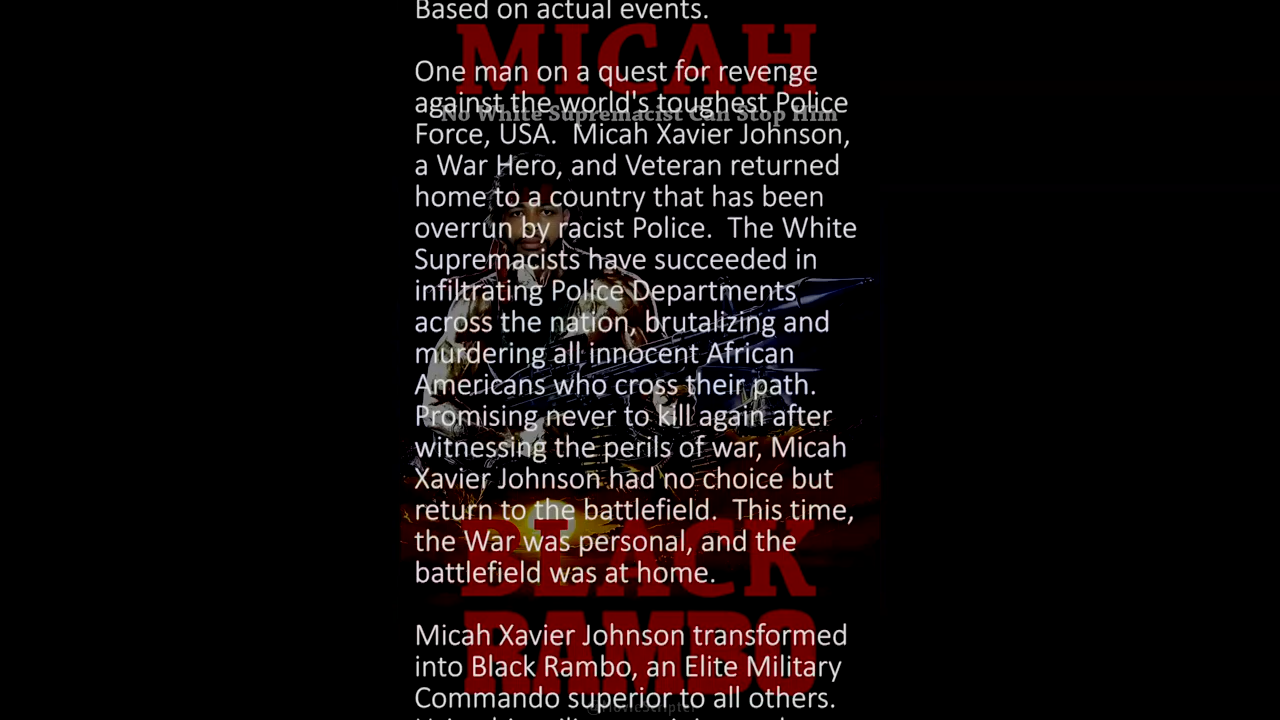 Based on actual events.
MICAH
One man on a quest for revenge
against the world's toughest Police
No White Supremacist Can Stop Him
Force, USA.  Micah Xavier Johnson,
a War Hero, and Veteran returned
home to a country that has been
overrun by racist Police.  The White
Supremacists have succeeded in
infiltrating Police Departments
across the nation, brutalizing and
murdering all innocent African
Americans who cross their path.
Promising never to kill again after
witnessing the perils of war, Micah
Xavier Johnson had no choice but
return to the battlefield.  This time,
the War was personal, and the
battlefield was at home.
BLACK
RAMBO
Micah Xavier Johnson transformed
into Black Rambo, an Elite Military
Commando superior to all others.
@MovieScripter